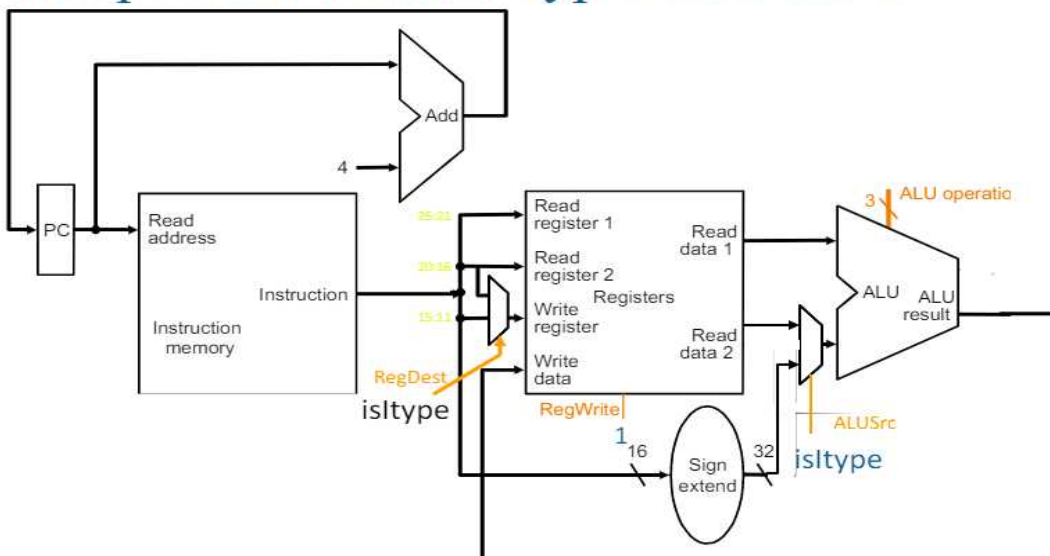 Add
4
3
ALU operatio
PC
Read
address
25:21
Read
register 1
Read
data 1
20:16
Read
register 2
Instruction
Registers
ALU
ALU
result
15:11
Write
register
Instruction
memory
Read
data 2
Write
data
RegDest
isItype
RegWrite
ALUSrc
1
16
32
isItype
Sign
extend